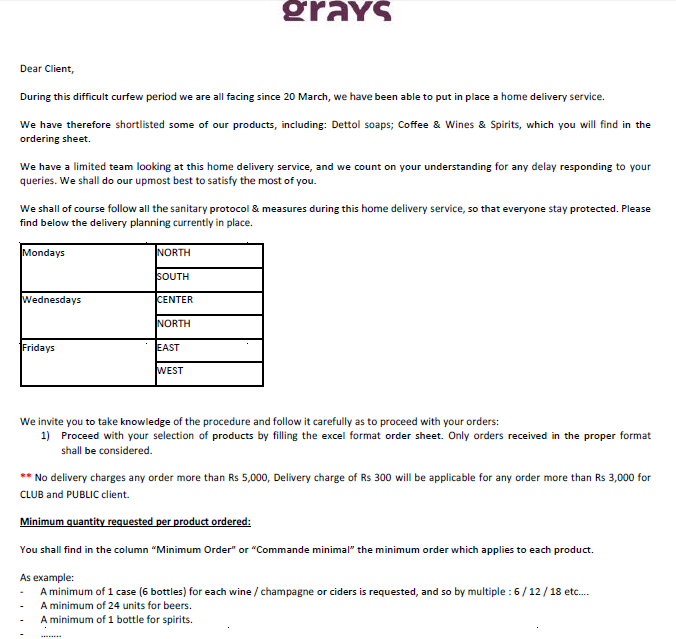 grays
Dear Client,
During this difficult curfew period we are all facing since 20 March, we have been able to put in place a home delivery service.
We have therefore shortlisted some of our products, including: Dettol soaps; Coffee & Wines & Spirits, which you will find in the
ordering sheet.
We have a limited team looking at this home delivery service, and we count on your understanding for any delay responding to your
queries. We shall do our upmost best to satisfy the most of you.
We shall of course follow all the sanitary protocol & measures during this home delivery service, so that everyone stay protected. Please
find below the delivery planning currently in place.
Mondays NORTH
SOUTH
Wednesdays CENTER
NORTH
Fridays EAST
WEST
We invite you to take knowledge of the procedure and follow it carefully as to proceed with your orders:
1) Proceed with your selection of products by filling the excel format order sheet. Only orders received in the proper format
shall be considered.
** No delivery charges any order more than Rs 5,000, Delivery charge of Rs 300 will be applicable for any order more than Rs 3,000 for
CLUB and PUBLIC client.
Minimum quantity requested per product ordered:
You shall find in the column “Minimum Order” or “Commande minimal” the minimum order which applies to each product.
As example:
- A minimum of 1 case (6 bottles) for each wine / champagne or ciders is requested, and so by multiple : 6 / 12 / 18 etc....
- A minimum of 24 units for beers.
- A minimum of 1 bottle for spirits.
- ........